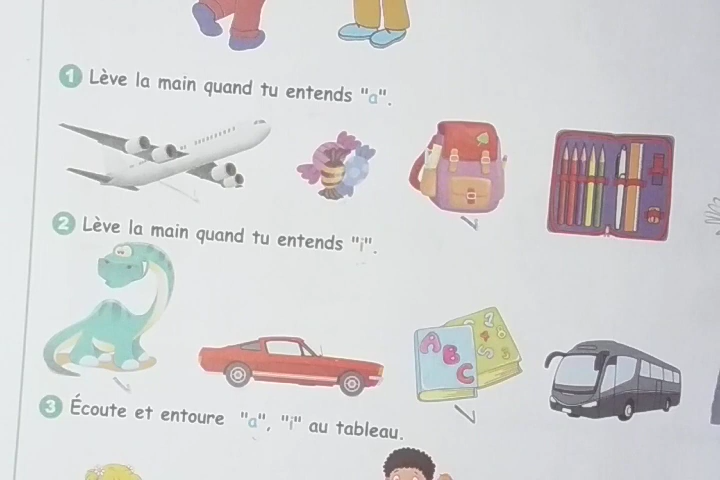 1 Lève la main quand tu entends "a".
2 Lève la main quand tu entends "i".
A B C
3 Écoute et entoure "a", "i" au tableau.